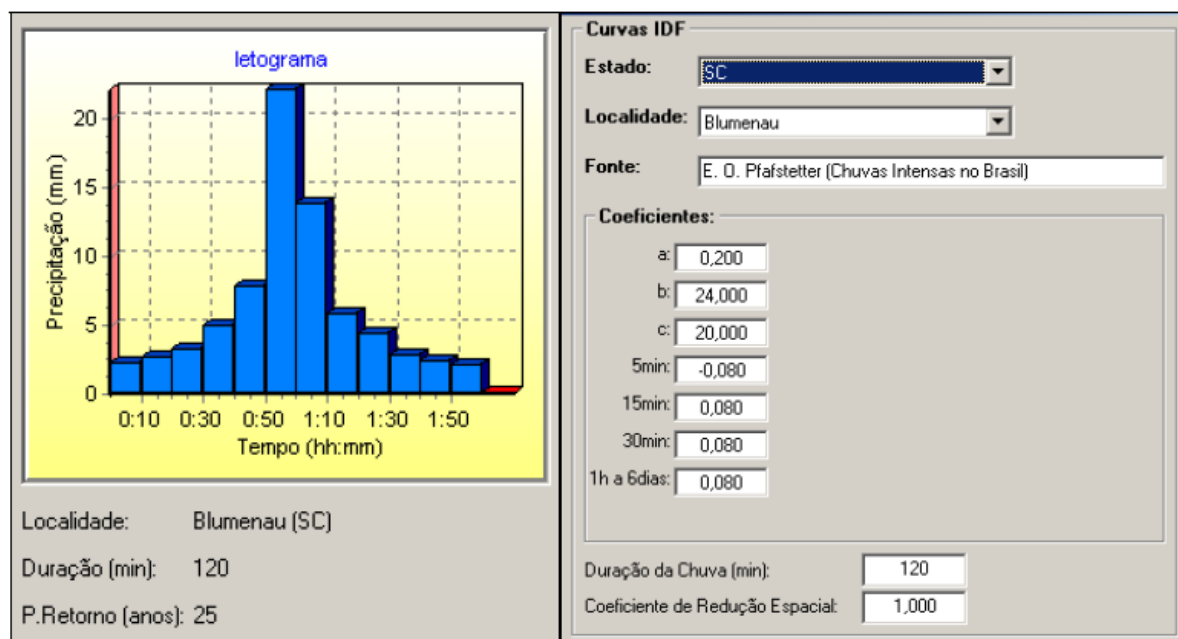 Ietograma
Precipitação (mm)
20
15
10
5
0
0:10 0:30 0:50 1:10 1:30 1:50
Tempo (hh:mm)
Localidade: Blumenau (SC)
Duração (min): 120
P.Retorno (anos): 25
Curvas IDF
Estado: SC
Localidade: Blumenau
Fonte: E. O. Pfafstetter (Chuvas Intensas no Brasil)
Coeficientes:
a: 0,200
b: 24,000
c: 20,000
5min: -0,080
15min: 0,080
30min: 0,080
1h a 6dias: 0,080
Duração da Chuva (min): 120
Coeficiente de Redução Espacial: 1,000